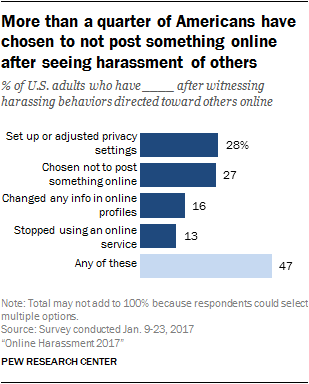 More than a quarter of Americans have
chosen to not post something online
after seeing harassment of others
% of U.S. adults who have ____ after witnessing
harassing behaviors directed toward others online
Set up or adjusted privacy
settings
28%
Chosen not to post
something online
27
Changed any info in online
profiles
16
Stopped using an online
service
13
Any of these
47
Note: Total may not add to 100% because respondents could select
multiple options.
Source: Survey conducted Jan. 9-23, 2017
“Online Harassment 2017”
PEW RESEARCH CENTER